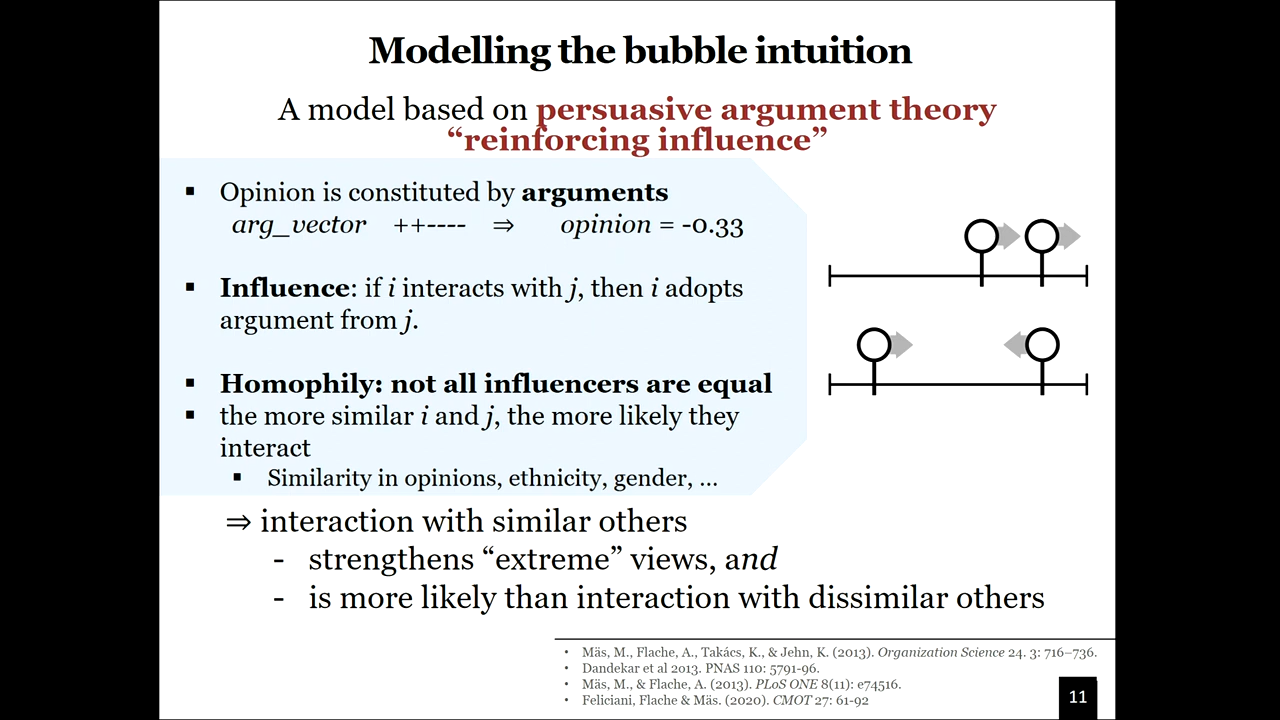 Modelling the bubble intuition
A model based on persuasive argument theory
“reinforcing influence”
▪ Opinion is constituted by arguments
arg_vector ++---- ⇒ opinion = -0.33
▪ Influence: if i interacts with j, then i adopts
argument from j.
▪ Homophily: not all influencers are equal
▪ the more similar i and j, the more likely they
interact
▪ Similarity in opinions, ethnicity, gender, ...
⇒ interaction with similar others
- strengthens “extreme” views, and
- is more likely than interaction with dissimilar others
• Mäs, M., Flache, A., Takács, K., & Jehn, K. (2013). Organization Science 24. 3: 716–736.
• Dandekar et al 2013. PNAS 110: 5791-96.
• Mäs, M., & Flache, A. (2013). PLoS ONE 8(11): e74516.
• Feliciani, Flache & Mäs. (2020). CMOT 27: 61-92
11